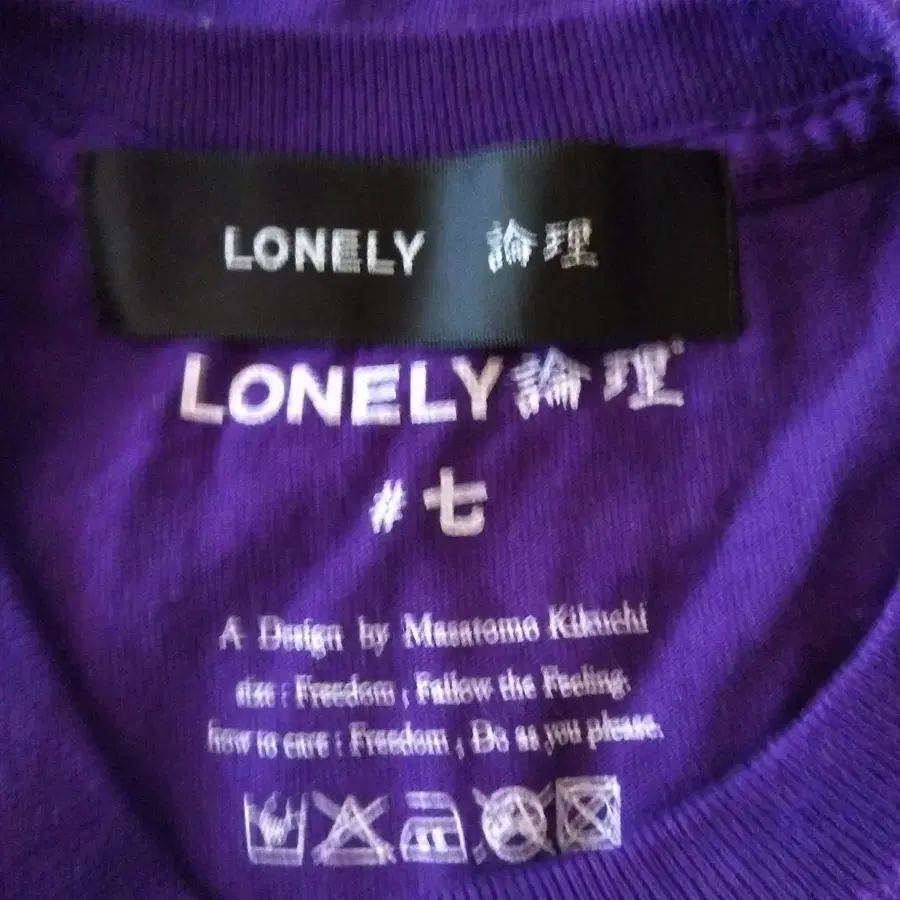 LONELY 論理
LONELY論理
# 七
A Design by Masatomo Kikuchi
size : Freedom , Fallow the Feeling.
how to care : Freedom , Do as you please.